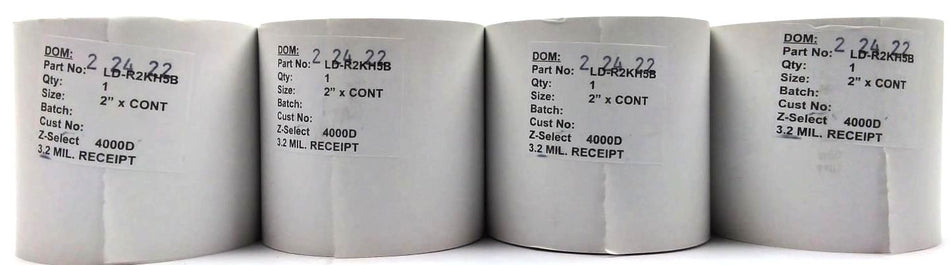 DOM: 2 24 22
Part No: LD-R2KH5B
Qty: 1
Size: 2" x CONT
Batch:
Cust No:
Z-Select 4000D
3.2 MIL. RECEIPT
DOM: 2 24 22
Part No: LD-R2KH5B
Qty: 1
Size: 2" x CONT
Batch:
Cust No:
Z-Select 4000D
3.2 MIL. RECEIPT
DOM: 2 24 22
Part No: LD-R2KH5B
Qty: 1
Size: 2" x CONT
Batch:
Cust No:
Z-Select 4000D
3.2 MIL. RECEIPT
DOM: 2 24 22
Part No: LD-R2KH5B
Qty: 1
Size: 2" x CONT
Batch:
Cust No:
Z-Select 4000D
3.2 MIL. RECEIPT